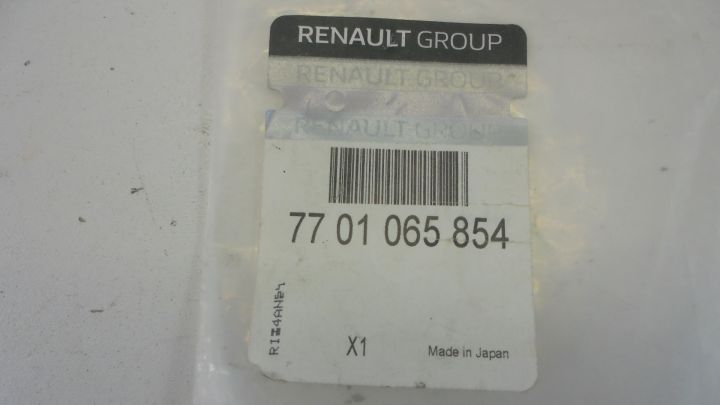 RENAULT GROUP
RENAULT GROUP
RENAULT GROUP
77 01 065 854
X1
Made in Japan